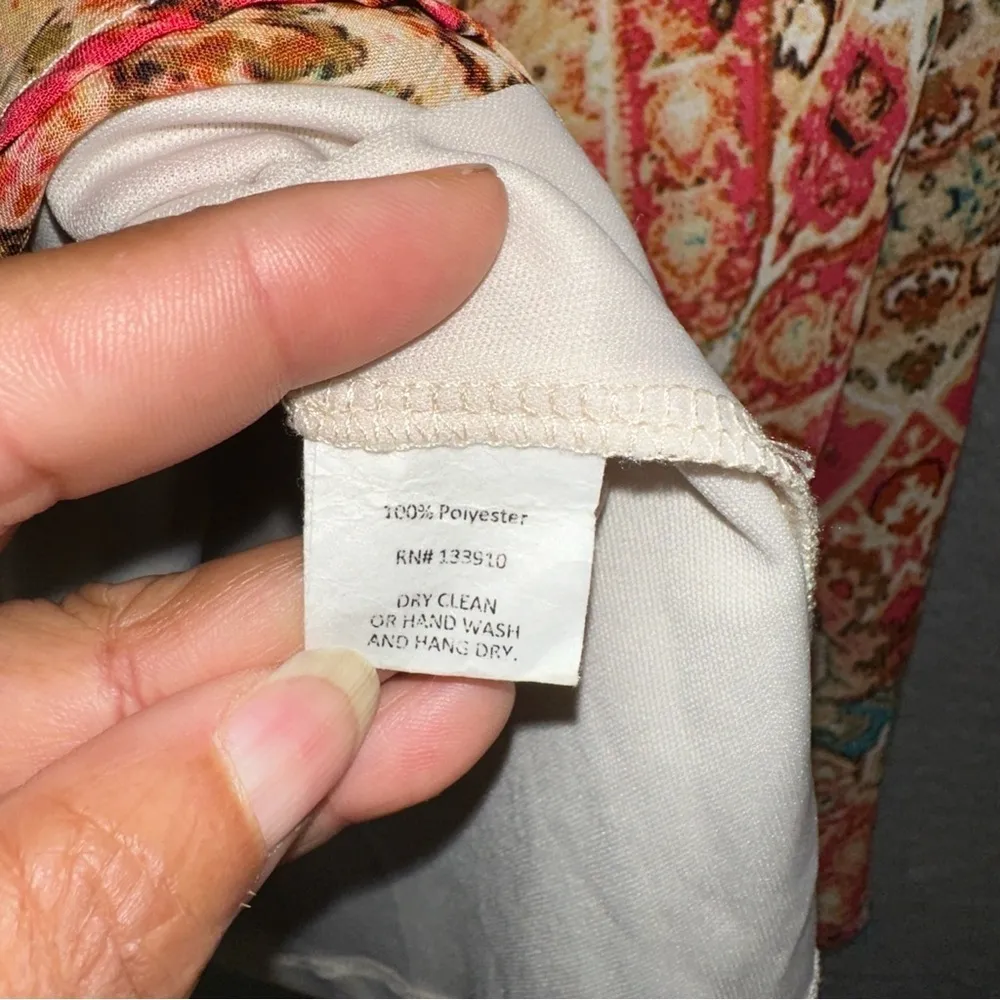 100% Polyester
RN# 133910
DRY CLEAN
OR HAND WASH
AND HANG DRY.